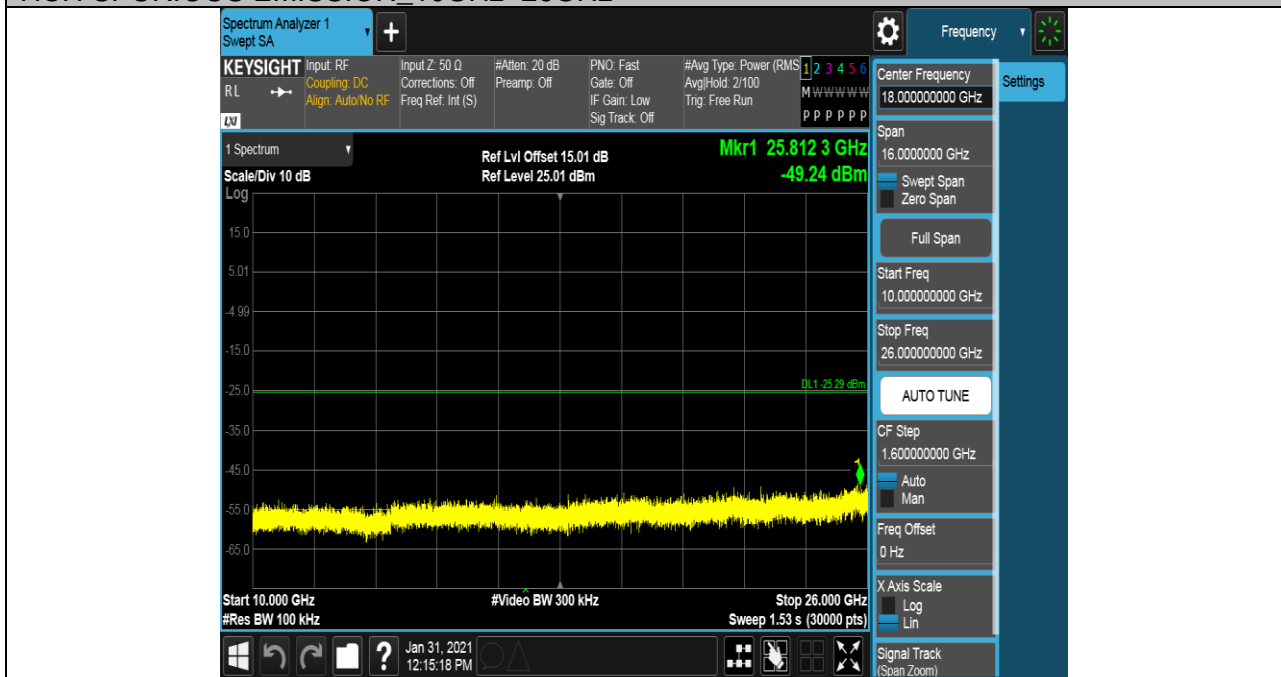 Spectrum Analyzer 1
Swept SA
+
Frequency
KEYSIGHT
RL
LXI
Input: RF
Coupling: DC
Align: Auto/No RF
Input Z: 50 Ω
Corrections: Off
Freq Ref: Int (S)
#Atten: 20 dB
Preamp: Off
PNO: Fast
Gate: Off
IF Gain: Low
Sig Track: Off
#Avg Type: Power (RMS
Avg|Hold: 2/100
Trig: Free Run
1 2 3 4 5 6
M W W W W W
P P P P P P
Center Frequency
18.000000000 GHz
Settings
1 Spectrum
Scale/Div 10 dB
Log
Ref Lvl Offset 15.01 dB
Ref Level 25.01 dBm
Mkr1 25.812 3 GHz
-49.24 dBm
Span
16.0000000 GHz
Swept Span
Zero Span
Full Span
Start Freq
10.000000000 GHz
Stop Freq
26.000000000 GHz
AUTO TUNE
CF Step
1.600000000 GHz
Auto
Man
Freq Offset
0 Hz
X Axis Scale
Log
Lin
Signal Track
(Span Zoom)
15.0
5.01
-4.99
-15.0
-25.0
DL1 -25.29 dBm
-35.0
-45.0
1
-55.0
-65.0
Start 10.000 GHz
#Res BW 100 kHz
#Video BW 300 kHz
Stop 26.000 GHz
Sweep 1.53 s (30000 pts)
?
Jan 31, 2021
12:15:18 PM